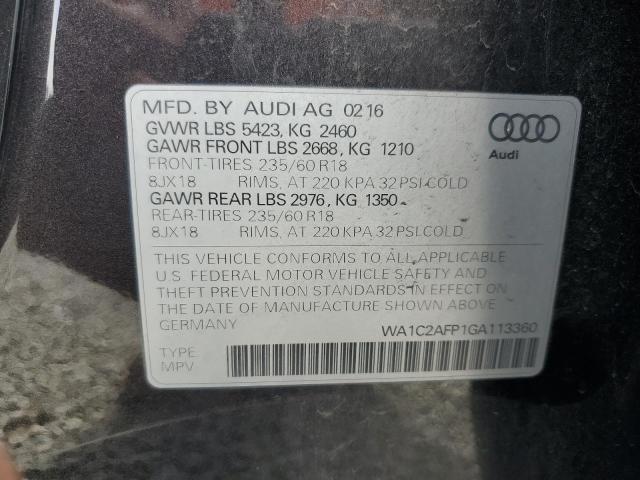 MFD. BY AUDI AG 02 16
GVWR LBS 5423, KG 2460
GAWR FRONT LBS 2668, KG 1210
FRONT-TIRES 235/60 R18
8JX18 RIMS, AT 220 KPA 32 PSI.COLD
GAWR REAR LBS 2976, KG 1350
REAR-TIRES 235/60 R18
8JX18 RIMS, AT 220 KPA 32 PSI.COLD
Audi
THIS VEHICLE CONFORMS TO ALL APPLICABLE
U.S. FEDERAL MOTOR VEHICLE SAFETY AND
THEFT PREVENTION STANDARDS IN EFFECT ON
THE DATE OF MANUFACTURE SHOWN ABOVE
GERMANY
WA1C2AFP1GA113360
TYPE:
MPV